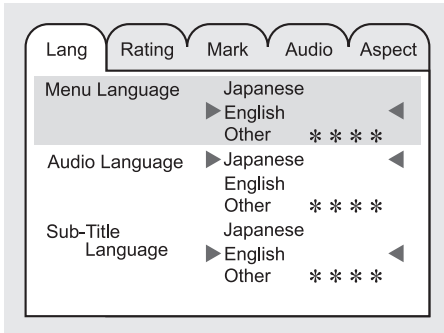 Lang Rating Mark Audio Aspect
Menu Language Japanese
English
Other ∗ ∗ ∗ ∗
Audio Language Japanese
English
Other ∗ ∗ ∗ ∗
Sub-Title Japanese
Language English
Other ∗ ∗ ∗ ∗